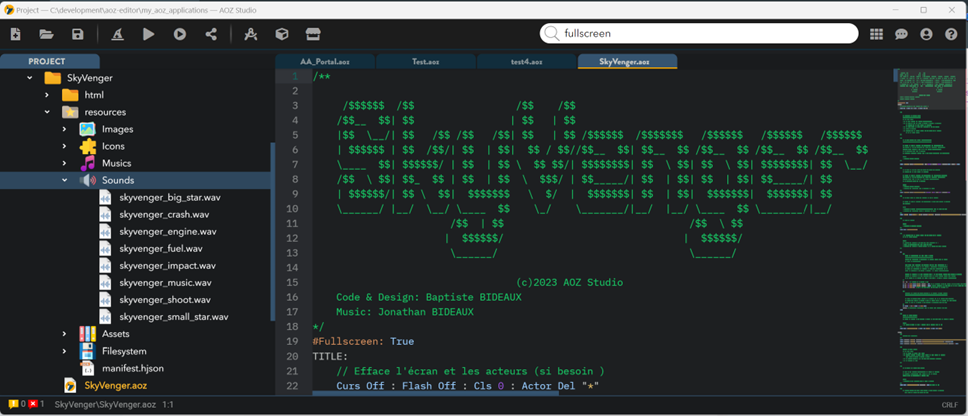 Project — C:\development\aoz-editor\my_aoz_applications — AOZ Studio
fullscreen
PROJECT
AA_Portal.aoz
Test.aoz
test4.aoz
SkyVenger.aoz
SkyVenger
html
resources
Images
Icons
Musics
Sounds
skyvenger_big_star.wav
skyvenger_crash.wav
skyvenger_engine.wav
skyvenger_fuel.wav
skyvenger_impact.wav
skyvenger_music.wav
skyvenger_shoot.wav
skyvenger_small_star.wav
Assets
Filesystem
manifest.hjson
SkyVenger.aoz
1 /**
2
3 /$$$$$$ /$$ /$$ /$$
4 /$$__ $$| $$ | $$ | $$
5 |$$ \__/| $$ /$$ /$$ /$$| $$ | $$ /$$$$$$ /$$$$$$$ /$$$$$$ /$$$$$$ /$$$$$$
6 | $$$$$$ | $$ /$$/| $$ | $$| $$ / $$//$$__ $$| $$__ $$ /$$__ $$ /$$__ $$ /$$__ $$
7 \____ $$| $$$$$$/ | $$ | $$ \ $$ $$/| $$$$$$$$| $$ \ $$| $$ \ $$| $$$$$$$$| $$ \__/
8 /$$ \ $$| $$_ $$ | $$ | $$ \ $$$/ | $$_____/| $$ | $$| $$ | $$| $$_____/| $$
9 | $$$$$$/| $$ \ $$| $$$$$$$ \ $/ | $$$$$$$| $$ | $$| $$$$$$$| $$$$$$$| $$
10 \______/ |__/ \__/ \____ $$ \_/ \_______/|__/ |__/ \____ $$ \_______/|__/
11 /$$ | $$ /$$ \ $$
12 | $$$$$$/ | $$$$$$/
13 \______/ \______/
14
15 (c)2023 AOZ Studio
16 Code & Design: Baptiste BIDEAUX
17 Music: Jonathan BIDEAUX
18 */
19 #Fullscreen: True
20 TITLE:
21 // Efface l'écran et les acteurs (si besoin )
22 Curs Off : Flash Off : Cls 0 : Actor Del "*"
0 1 SkyVenger\SkyVenger.aoz 1:1
CRLF